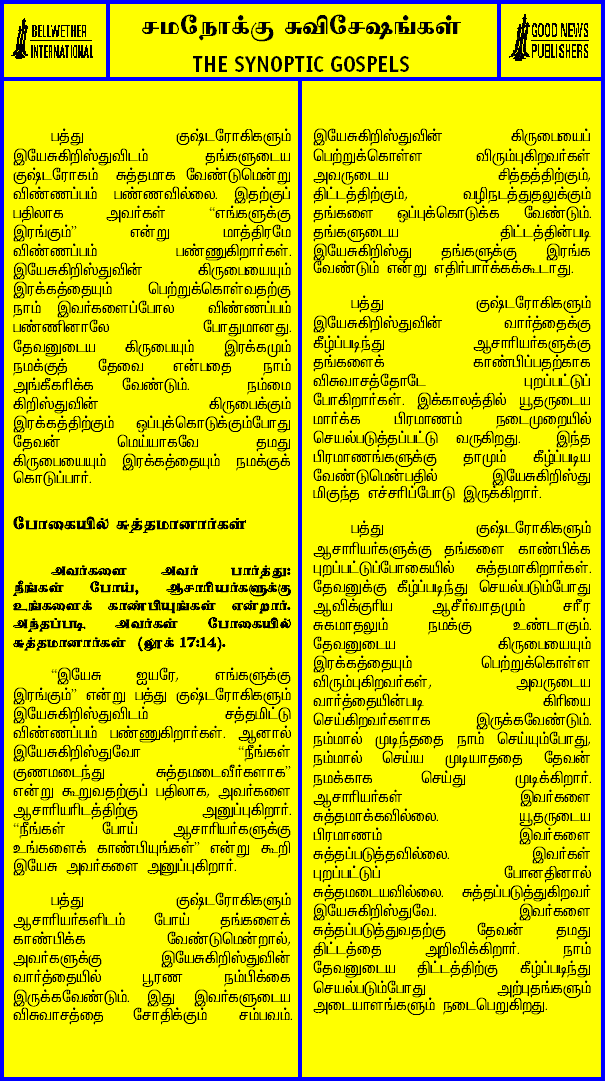 BELLWETHER
INTERNATIONAL
சமநோக்கு சுவிசேஷங்கள்
THE SYNOPTIC GOSPELS
GOOD NEWS
PUBLISHERS
பத்து குஷ்டரோகிகளும்
இயேசுகிறிஸ்துவிடம் தங்களுடைய
குஷ்டரோகம் சுத்தமாக வேண்டுமென்று
விண்ணப்பம் பண்ணவில்லை. இதற்குப்
பதிலாக அவர்கள் “எங்களுக்கு
இரங்கும்” என்று மாத்திரமே
விண்ணப்பம் பண்ணுகிறார்கள்.
இயேசுகிறிஸ்துவின் கிருபையையும்
இரக்கத்தையும் பெற்றுக்கொள்வதற்கு
நாம் இவர்களைப்போல விண்ணப்பம்
பண்ணினாலே போதுமானது.
தேவனுடைய கிருபையும் இரக்கமும்
நமக்குத் தேவை என்பதை நாம்
அங்கீகரிக்க வேண்டும். நம்மை
கிறிஸ்துவின் கிருபைக்கும்
இரக்கத்திற்கும் ஒப்புக்கொடுக்கும்போது
தேவன் மெய்யாகவே தமது
கிருபையையும் இரக்கத்தையும் நமக்குக்
கொடுப்பார்.
போகையில் சுத்தமானார்கள்
அவர்களை அவர் பார்த்து:
நீங்கள் போய், ஆசாரியர்களுக்கு
உங்களைக் காண்பியுங்கள் என்றார்.
அந்தப்படி அவர்கள் போகையில்
சுத்தமானார்கள் (லூக் 17:14).
“இயேசு ஐயரே, எங்களுக்கு
இரங்கும்” என்று பத்து குஷ்டரோகிகளும்
இயேசுகிறிஸ்துவிடம் சத்தமிட்டு
விண்ணப்பம் பண்ணுகிறார்கள். ஆனால்
இயேசுகிறிஸ்துவோ “நீங்கள்
குணமடைந்து சுத்தமடைவீர்களாக”
என்று கூறுவதற்குப் பதிலாக, அவர்களை
ஆசாரியரிடத்திற்கு அனுப்புகிறார்.
“நீங்கள் போய் ஆசாரியர்களுக்கு
உங்களைக் காண்பியுங்கள்” என்று கூறி
இயேசு அவர்களை அனுப்புகிறார்.
பத்து குஷ்டரோகிகளும்
ஆசாரியர்களிடம் போய் தங்களைக்
காண்பிக்க வேண்டுமென்றால்,
அவர்களுக்கு இயேசுகிறிஸ்துவின்
வார்த்தையில் பூரண நம்பிக்கை
இருக்கவேண்டும். இது இவர்களுடைய
விசுவாசத்தை சோதிக்கும் சம்பவம்.
இயேசுகிறிஸ்துவின் கிருபையைப்
பெற்றுக்கொள்ள விரும்புகிறவர்கள்
அவருடைய சித்தத்திற்கும்,
திட்டத்திற்கும், வழிநடத்துதலுக்கும்
தங்களை ஒப்புக்கொடுக்க வேண்டும்.
தங்களுடைய திட்டத்தின்படி
இயேசுகிறிஸ்து தங்களுக்கு இரங்க
வேண்டும் என்று எதிர்பார்க்கக்கூடாது.
பத்து குஷ்டரோகிகளும்
இயேசுகிறிஸ்துவின் வார்த்தைக்கு
கீழ்ப்படிந்து ஆசாரியர்களுக்கு
தங்களைக் காண்பிப்பதற்காக
விசுவாசத்தோடே புறப்பட்டுப்
போகிறார்கள். இக்காலத்தில் யூதருடைய
மார்க்க பிரமாணம் நடைமுறையில்
செயல்படுத்தப்பட்டு வருகிறது. இந்த
பிரமாணங்களுக்கு தாமும் கீழ்ப்படிய
வேண்டுமென்பதில் இயேசுகிறிஸ்து
மிகுந்த எச்சரிப்போடு இருக்கிறார்.
பத்து குஷ்டரோகிகளும்
ஆசாரியர்களுக்கு தங்களை காண்பிக்க
புறப்பட்டுப்போகையில் சுத்தமாகிறார்கள்.
தேவனுக்கு கீழ்ப்படிந்து செயல்படும்போது
ஆவிக்குரிய ஆசீர்வாதமும் சரீர
சுகமாதலும் நமக்கு உண்டாகும்.
தேவனுடைய கிருபையையும்
இரக்கத்தையும் பெற்றுக்கொள்ள
விரும்புகிறவர்கள், அவருடைய
வார்த்தையின்படி கிரியை
செய்கிறவர்களாக இருக்கவேண்டும்.
நம்மால் முடிந்ததை நாம் செய்யும்போது,
நம்மால் செய்ய முடியாததை தேவன்
நமக்காக செய்து முடிக்கிறார்.
ஆசாரியர்கள் இவர்களை
சுத்தமாக்கவில்லை. யூதருடைய
பிரமாணம் இவர்களை
சுத்தப்படுத்தவில்லை. இவர்கள்
புறப்பட்டுப் போனதினால்
சுத்தமடையவில்லை. சுத்தப்படுத்துகிறவர்
இயேசுகிறிஸ்துவே. இவர்களை
சுத்தப்படுத்துவதற்கு தேவன் தமது
திட்டத்தை அறிவிக்கிறார். நாம்
தேவனுடைய திட்டத்திற்கு கீழ்ப்படிந்து
செயல்படும்போது அற்புதங்களும்
அடையாளங்களும் நடைபெறுகிறது.